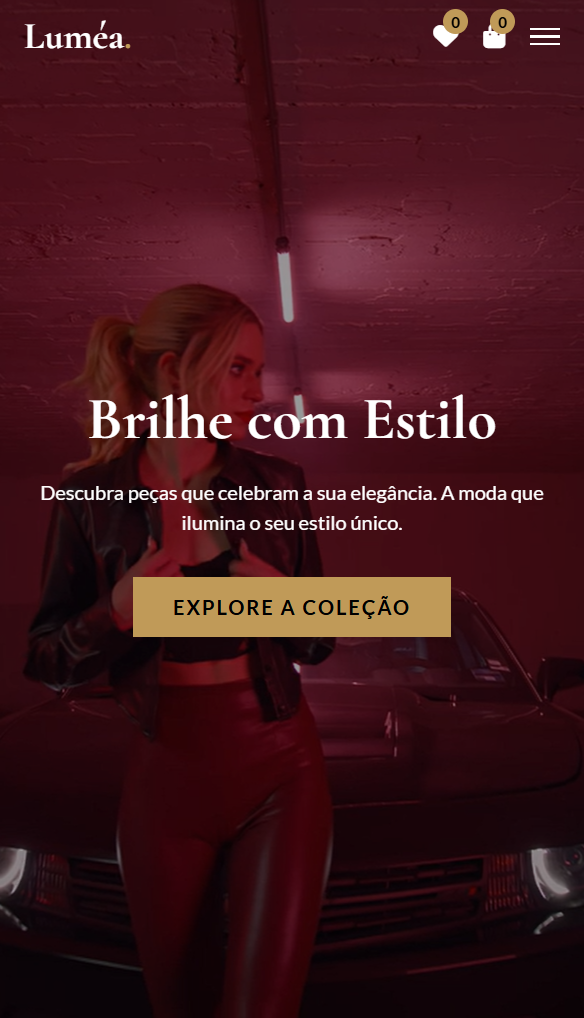 Luméa.
0
0
Brilhe com Estilo
Descubra peças que celebram a sua elegância. A moda que
ilumina o seu estilo único.
EXPLORE A COLEÇÃO